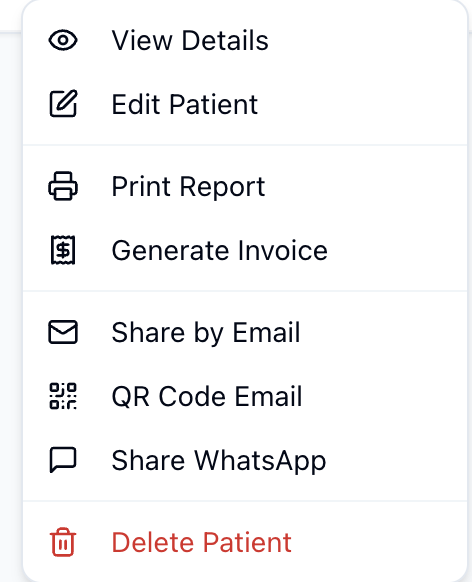 View Details
Edit Patient
Print Report
Generate Invoice
Share by Email
QR Code Email
Share WhatsApp
Delete Patient